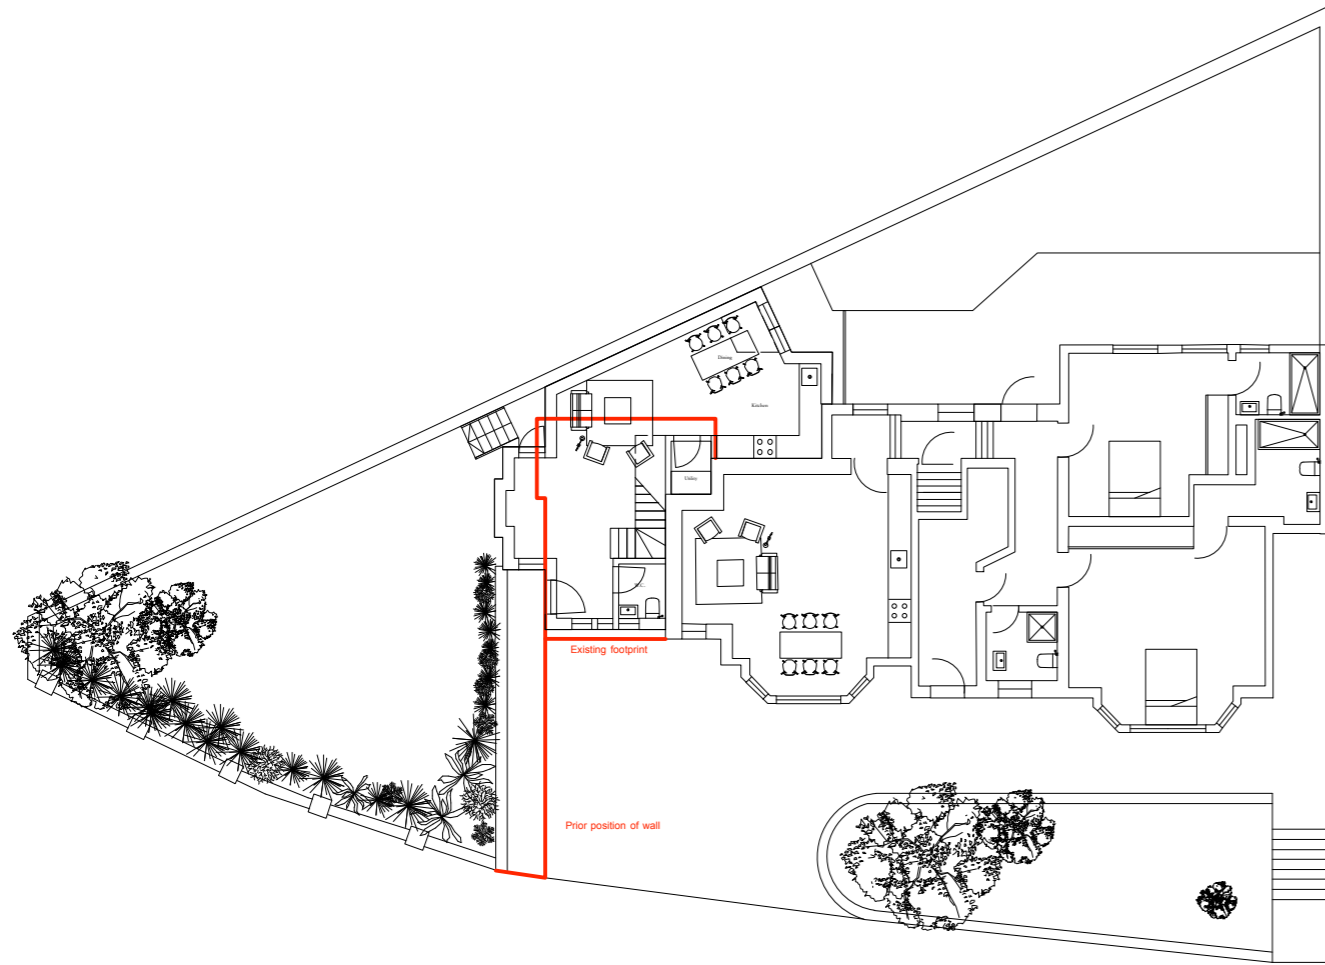 Dining
Kitchen
Utility
W.C.
Existing footprint
Prior position of wall